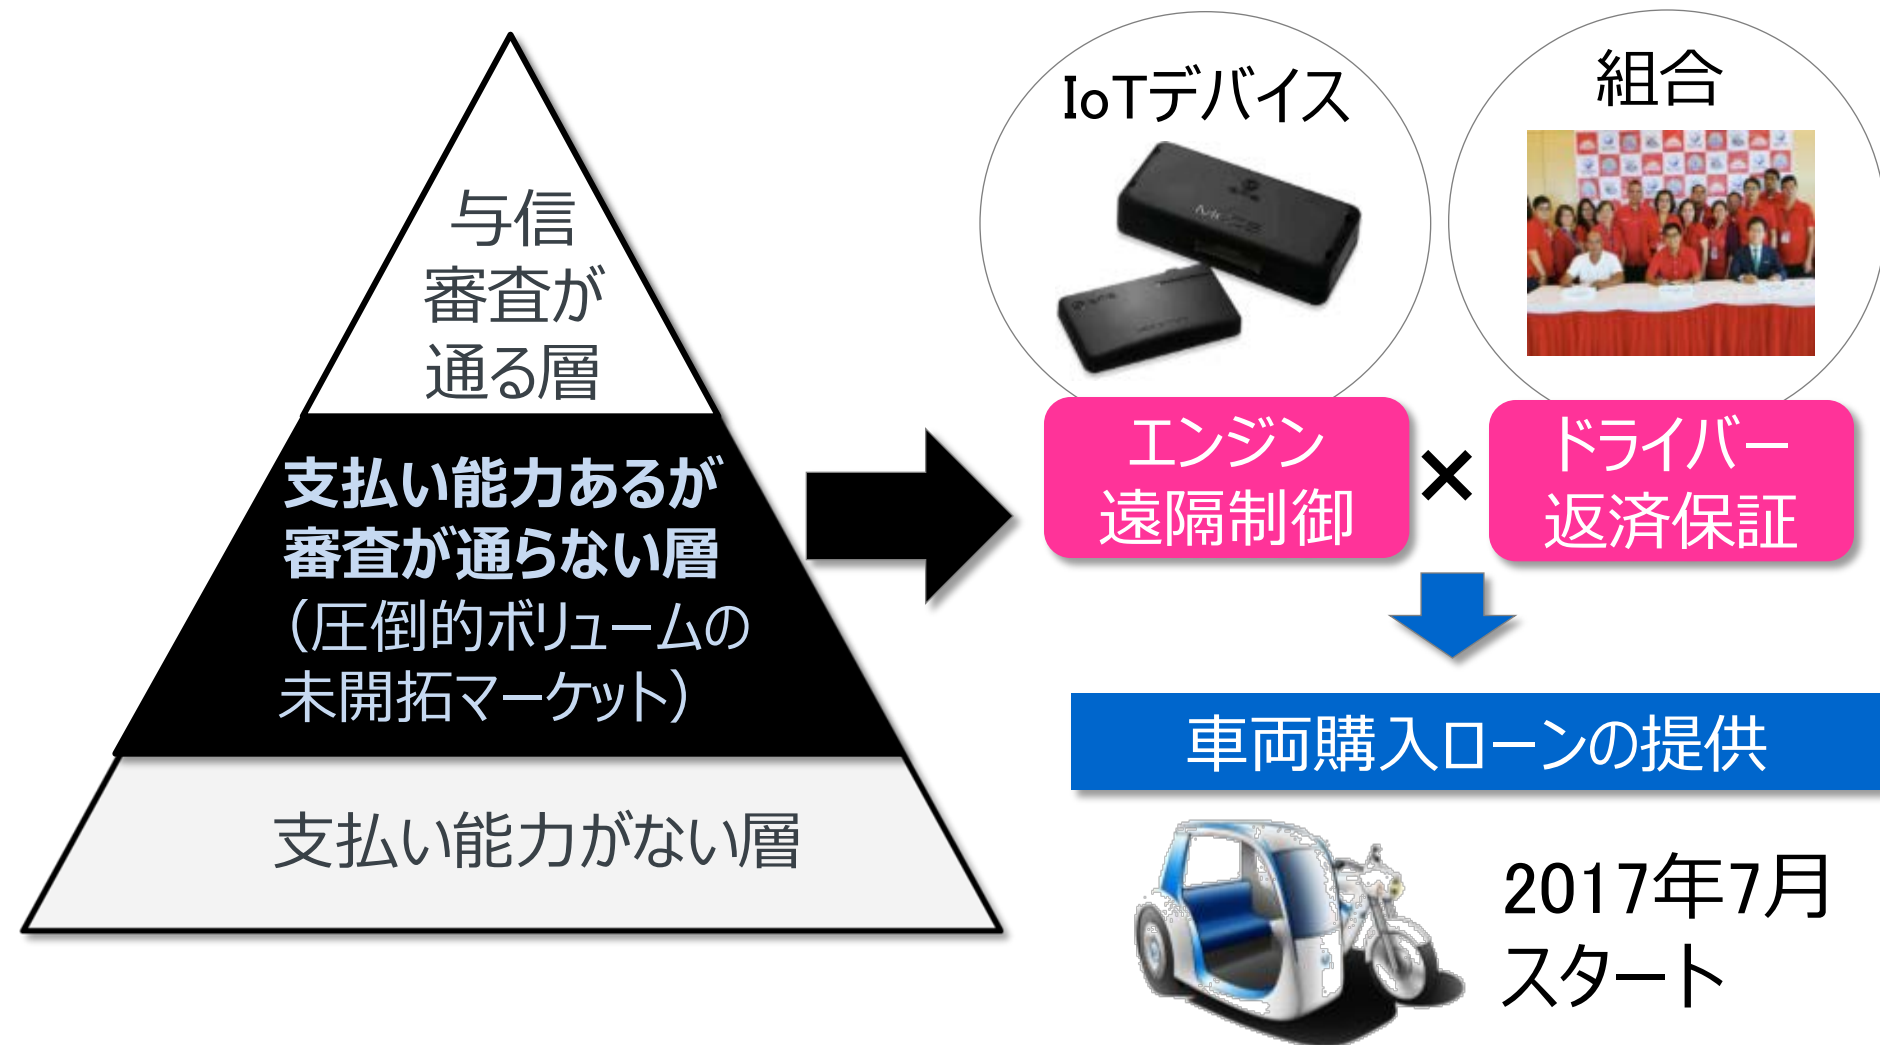 与信
審査が
通る層
支払い能力あるが
審査が通らない層
（圧倒的ボリュームの
未開拓マーケット）
支払い能力がない層
IoTデバイス
組合
エンジン
遠隔制御
×
ドライバー
返済保証
車両購入ローンの提供
2017年7月
スタート